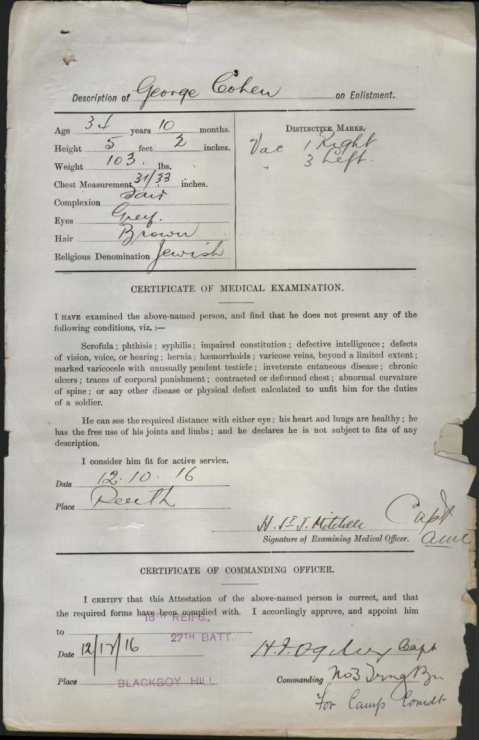 Description of George Cohen on Enlistment.
Age 34 years 10 months.
Height 5 feet 2 inches.
Weight 103. lbs.
Chest Measurement 31/33 inches.
Complexion Fair
Eyes Grey.
Hair Brown
Religious Denomination Jewish
DISTINCTIVE MARKS.
Vac 1 Right
" 3 Left.
CERTIFICATE OF MEDICAL EXAMINATION.
I HAVE examined the above-named person, and find that he does not present any of the
following conditions, viz. :—
Scrofula ; phthisis ; syphilis ; impaired constitution ; defective intelligence ; defects
of vision, voice, or hearing ; hernia ; hæmorrhoids ; varicose veins, beyond a limited extent ;
marked varicocele with unusually pendent testicle ; inveterate cutaneous disease ; chronic
ulcers ; traces of corporal punishment ; contracted or deformed chest ; abnormal curvature
of spine ; or any other disease or physical defect calculated to unfit him for the duties
of a soldier.
He can see the required distance with either eye ; his heart and lungs are healthy ; he
has the free use of his joints and limbs ; and he declares he is not subject to fits of any
description.
I consider him fit for active service.
Date 12.10.16
Place Perth
H. St J. Mitchell Capt
Signature of Examining Medical Officer. AMC
CERTIFICATE OF COMMANDING OFFICER.
I CERTIFY that this Attestation of the above-named person is correct, and that
the required forms have been complied with. I accordingly approve, and appoint him
REIFS.,
to 27TH BATT.
Date 12/12/16
Place BLACKBOY HILL
Capt
Commanding No 3 Trng Bn
For Camp Comdt